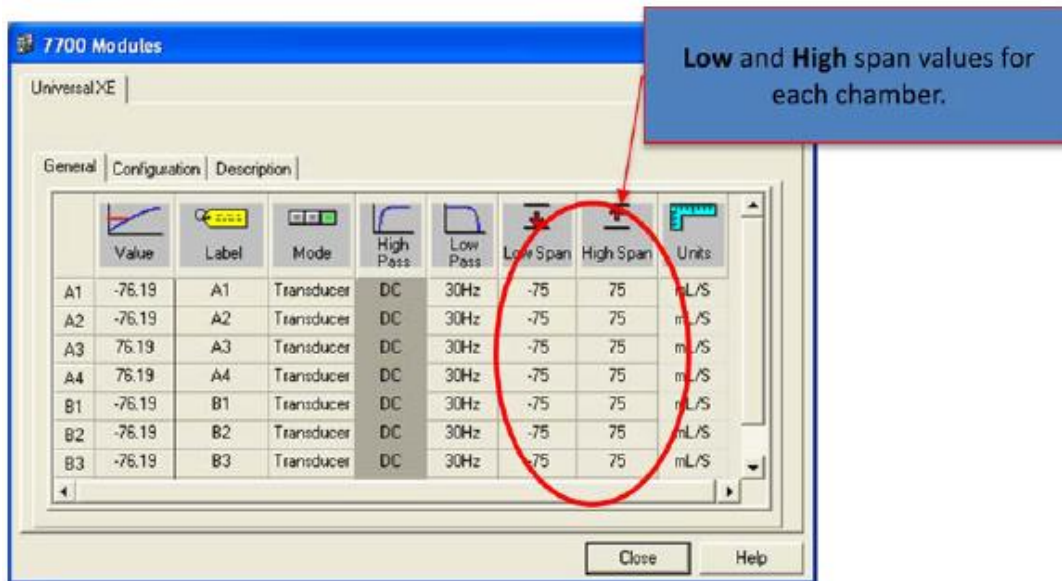 7700 Modules
Low and High span values for
each chamber.
Universal XE
General Configuration Description
Value Label Mode High Pass Low Pass Low Span High Span Units
A1 -76.19 A1 Transducer DC 30Hz -75 75 mL/S
A2 -76.19 A2 Transducer DC 30Hz -75 75 mL/S
A3 76.19 A3 Transducer DC 30Hz -75 75 mL/S
A4 76.19 A4 Transducer DC 30Hz -75 75 mL/S
B1 -76.19 B1 Transducer DC 30Hz -75 75 mL/S
B2 -76.19 B2 Transducer DC 30Hz -75 75 mL/S
B3 -76.19 B3 Transducer DC 30Hz -75 75 mL/S
Close Help